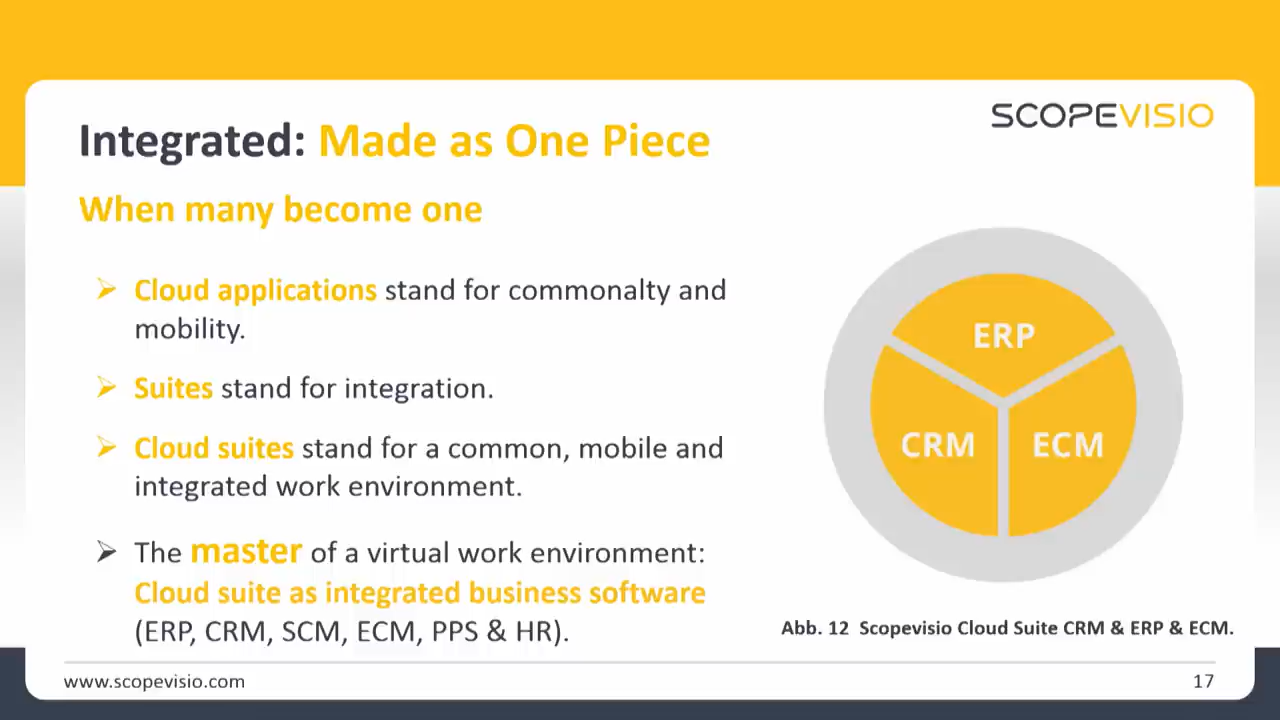 SCOPEVISIO
Integrated: Made as One Piece
When many become one
Cloud applications stand for commonalty and
mobility.
Suites stand for integration.
Cloud suites stand for a common, mobile and
integrated work environment.
The master of a virtual work environment:
Cloud suite as integrated business software
(ERP, CRM, SCM, ECM, PPS & HR).
ERP
CRM
ECM
Abb. 12 Scopevisio Cloud Suite CRM & ERP & ECM.
www.scopevisio.com
17